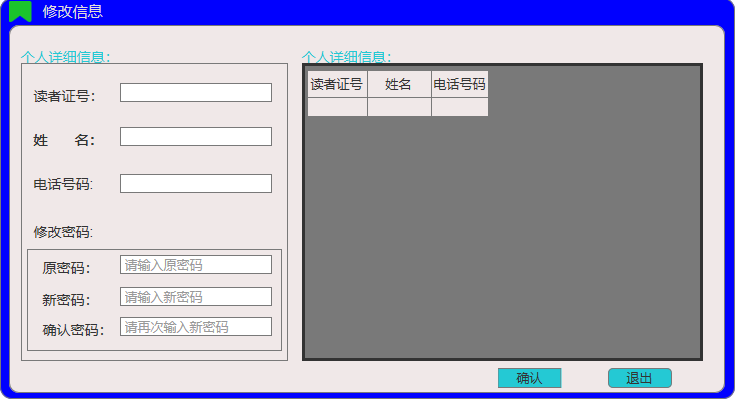 修改信息
个人详细信息：
读者证号：
姓 名：
电话号码:
修改密码:
原密码： 请输入原密码
新密码： 请输入新密码
确认密码： 请再次输入新密码
个人详细信息：
读者证号 姓名 电话号码
确认 退出